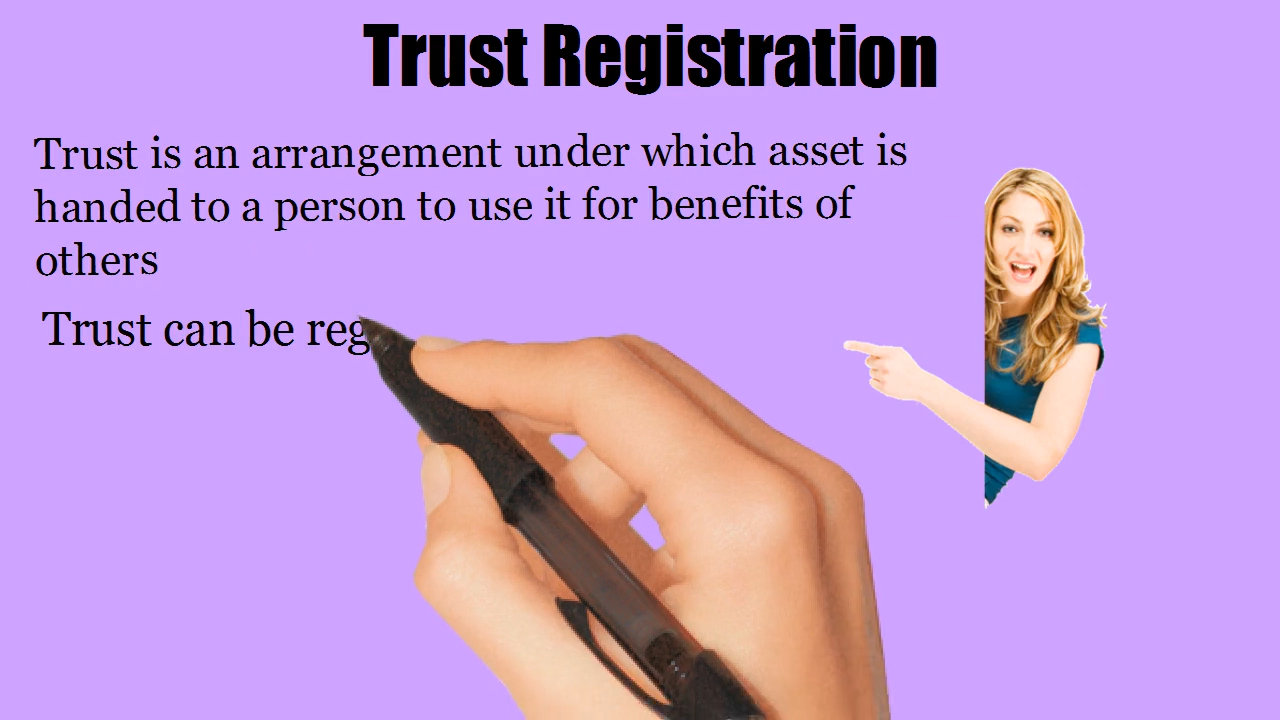 Trust Registration
Trust is an arrangement under which asset is
handed to a person to use it for benefits of
others
Trust can be reg